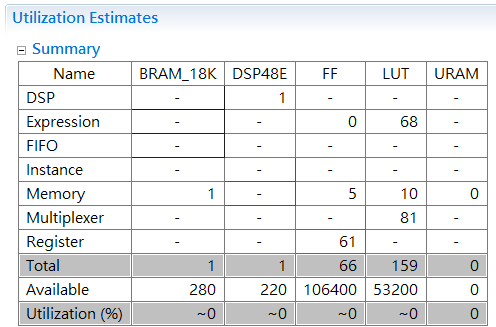 Utilization Estimates
Summary
Name BRAM_18K DSP48E FF LUT URAM
DSP - 1 - - -
Expression - - 0 68 -
FIFO - - - - -
Instance - - - - -
Memory 1 - 5 10 0
Multiplexer - - - 81 -
Register - - 61 - -
Total 1 1 66 159 0
Available 280 220 106400 53200 0
Utilization (%) ~0 ~0 ~0 ~0 0